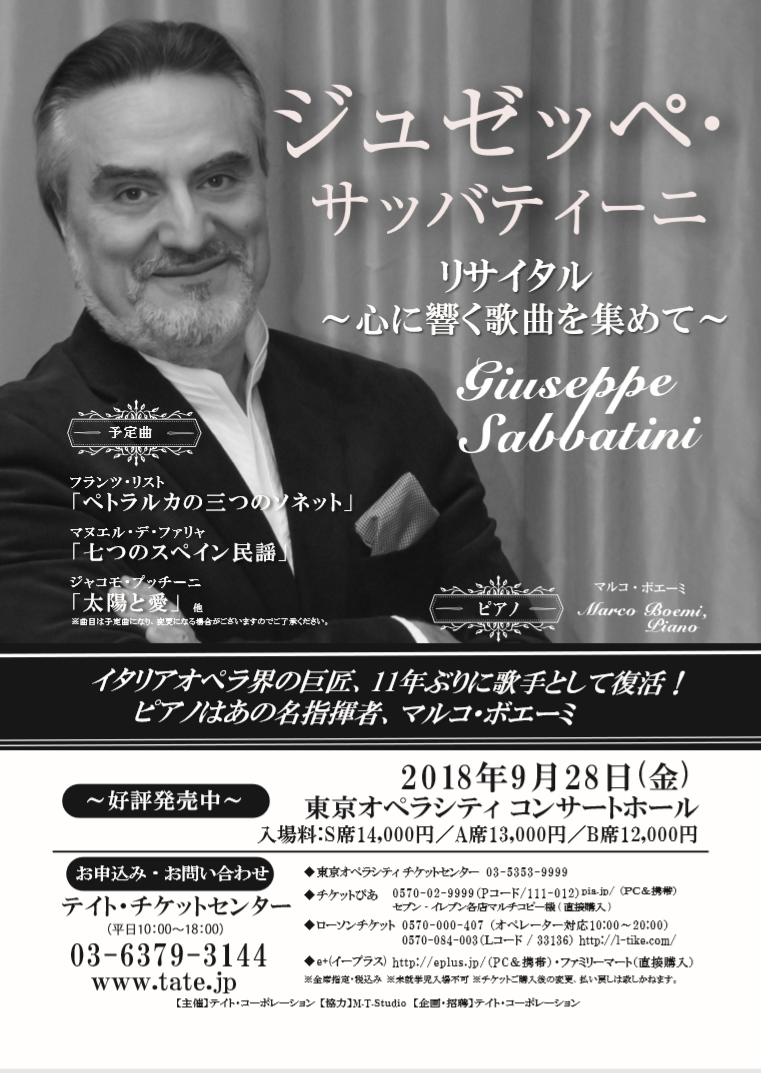 ジュゼッペ・
サッバティーニ
リサイタル
～心に響く歌曲を集めて～
Giuseppe
Sabbatini
予定曲
フランツ・リスト
「ペトラルカの三つのソネット」
マヌエル・デ・ファリャ
「七つのスペイン民謡」
ジャコモ・プッチーニ
「太陽と愛」 他
※曲目は予定曲になり、変更になる場合がございますのでご了承ください。
ピアノ
マルコ・ボエーミ
Marco Boemi,
Piano
イタリアオペラ界の巨匠、11年ぶりに歌手として復活！
ピアノはあの名指揮者、マルコ・ボエーミ
～好評発売中～
2018年9月28日(金)
東京オペラシティ コンサートホール
入場料:S席14,000円／A席13,000円／B席12,000円
お申込み・お問い合わせ
テイト・チケットセンター
(平日10:00～18:00)
03-6379-3144
www.tate.jp
◆東京オペラシティチケットセンター 03-5353-9999
◆チケットぴあ 0570-02-9999(Pコード/111-012) pia.jp/ (PC＆携帯)
セブン-イレブン各店マルチコピー機(直接購入)
◆ローソンチケット 0570-000-407 (オペレーター対応10:00～20:00)
0570-084-003(Lコード / 33136) http://l-tike.com/
◆e+(イープラス) http://eplus.jp/(PC＆携帯)・ファミリーマート(直接購入)
※全席指定・税込み ※未就学児入場不可 ※チケットご購入後の変更、払い戻しは致しかねます。
【主催】テイト・コーポレーション 【協力】M・T・Studio 【企画・招聘】テイト・コーポレーション